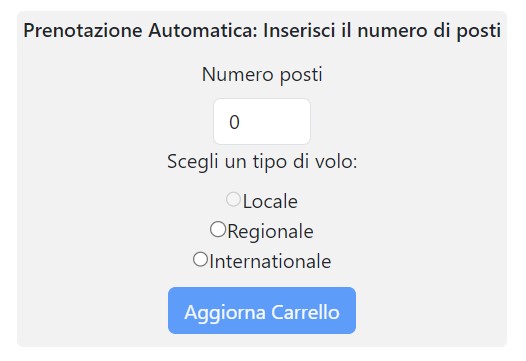 Prenotazione Automatica: Inserisci il numero di posti
Numero posti
0
Scegli un tipo di volo:
Locale
Regionale
Internationale
Aggiorna Carrello